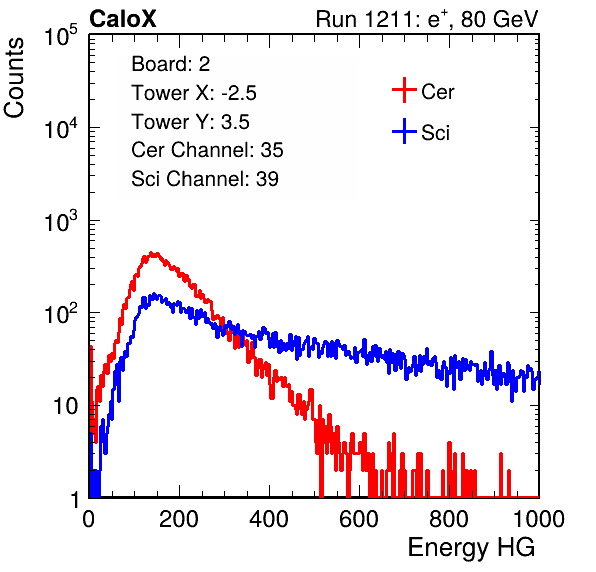 CaloX Run 1211: e⁺, 80 GeV
Counts
10⁵
10⁴
10³
10²
10
1
Board: 2
Tower X: -2.5
Tower Y: 3.5
Cer Channel: 35
Sci Channel: 39
Cer
Sci
0 200 400 600 800 1000
Energy HG